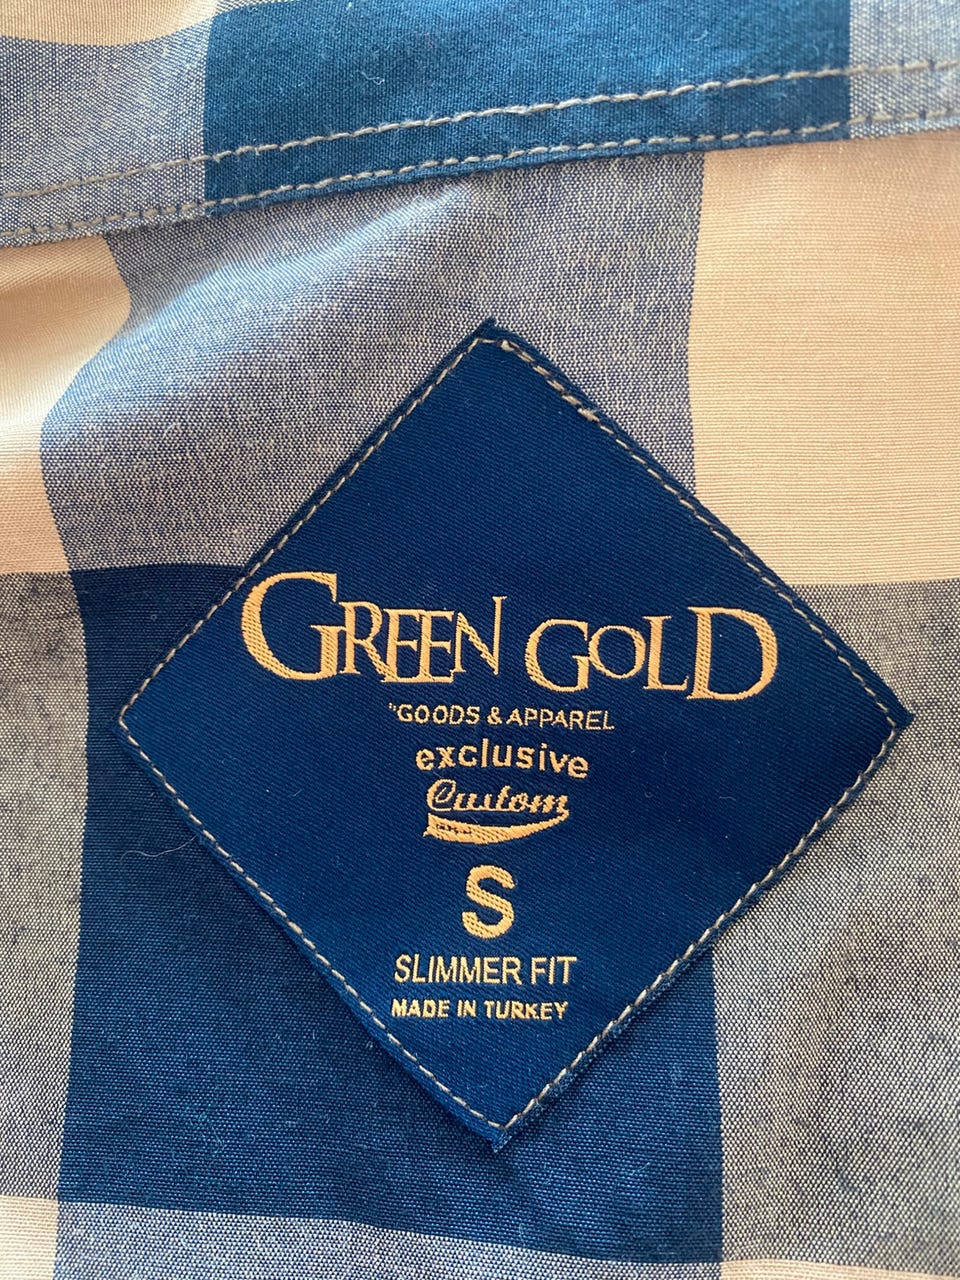 GREEN GOLD
"GOODS & APPAREL
exclusive
Custom
S
SLIMMER FIT
MADE IN TURKEY